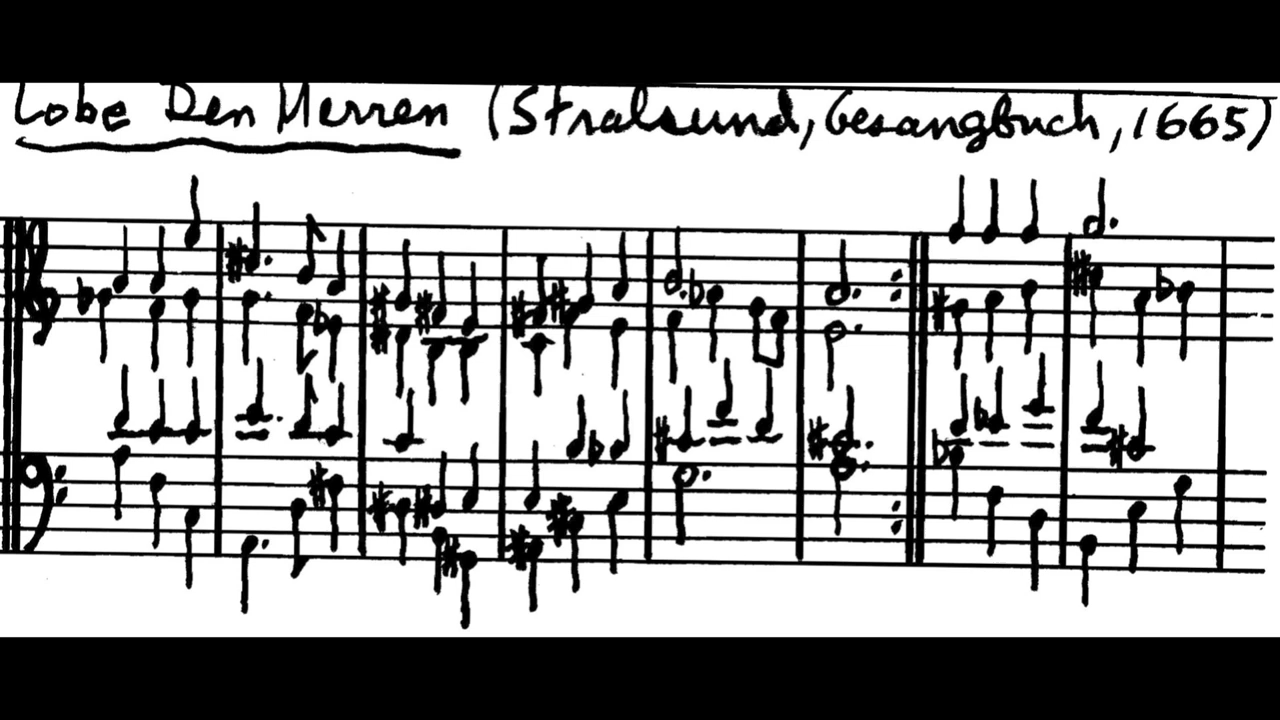 Lobe Den Herren (Stralsund, Gesangbuch, 1665)